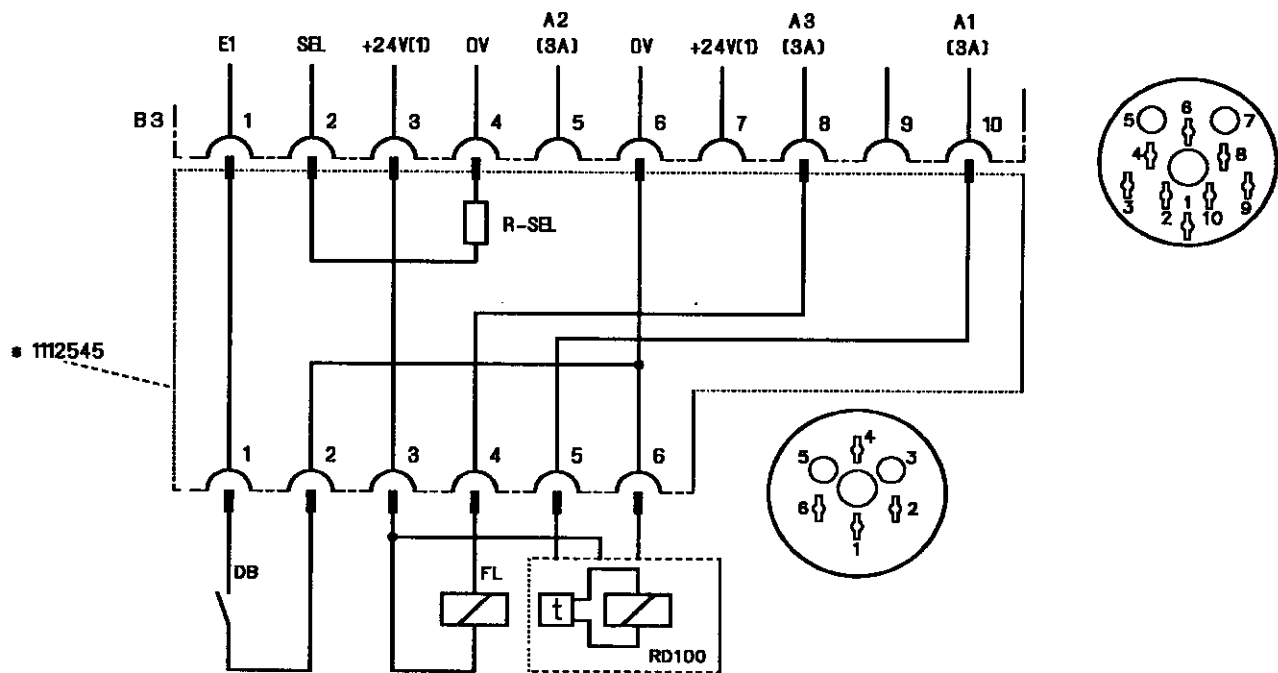 A2 A3 A1
E1 SEL +24V(1) 0V (3A) 0V +24V(1) (3A) (3A)
B3 1 2 3 4 5 6 7 8 9 10
R-SEL
* 1112545
1 2 3 4 5 6
DB FL
t
RD100
6
5 7
4 8
3 2 1 10 9
4
5 3
6 2
1